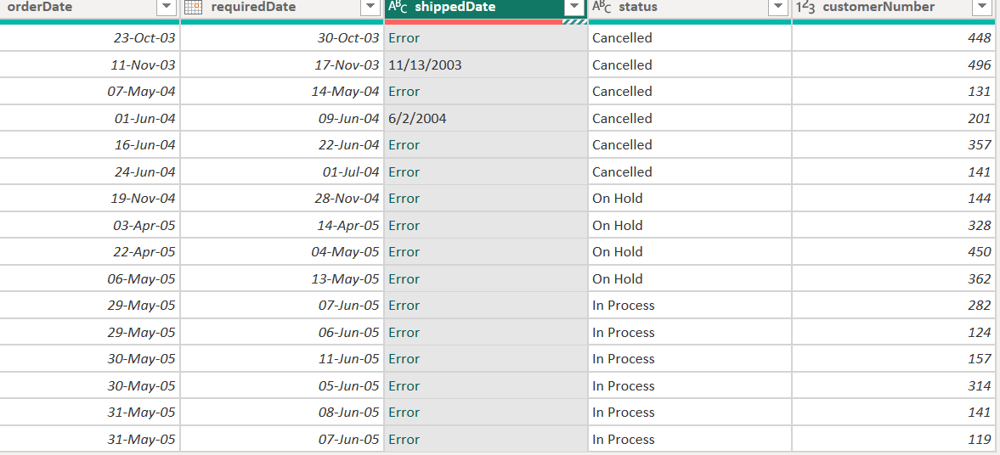 orderDate requiredDate ABC shippedDate ABC status 123 customerNumber
23-Oct-03 30-Oct-03 Error Cancelled 448
11-Nov-03 17-Nov-03 11/13/2003 Cancelled 496
07-May-04 14-May-04 Error Cancelled 131
01-Jun-04 09-Jun-04 6/2/2004 Cancelled 201
16-Jun-04 22-Jun-04 Error Cancelled 357
24-Jun-04 01-Jul-04 Error Cancelled 141
19-Nov-04 28-Nov-04 Error On Hold 144
03-Apr-05 14-Apr-05 Error On Hold 328
22-Apr-05 04-May-05 Error On Hold 450
06-May-05 13-May-05 Error On Hold 362
29-May-05 07-Jun-05 Error In Process 282
29-May-05 06-Jun-05 Error In Process 124
30-May-05 11-Jun-05 Error In Process 157
30-May-05 05-Jun-05 Error In Process 314
31-May-05 08-Jun-05 Error In Process 141
31-May-05 07-Jun-05 Error In Process 119